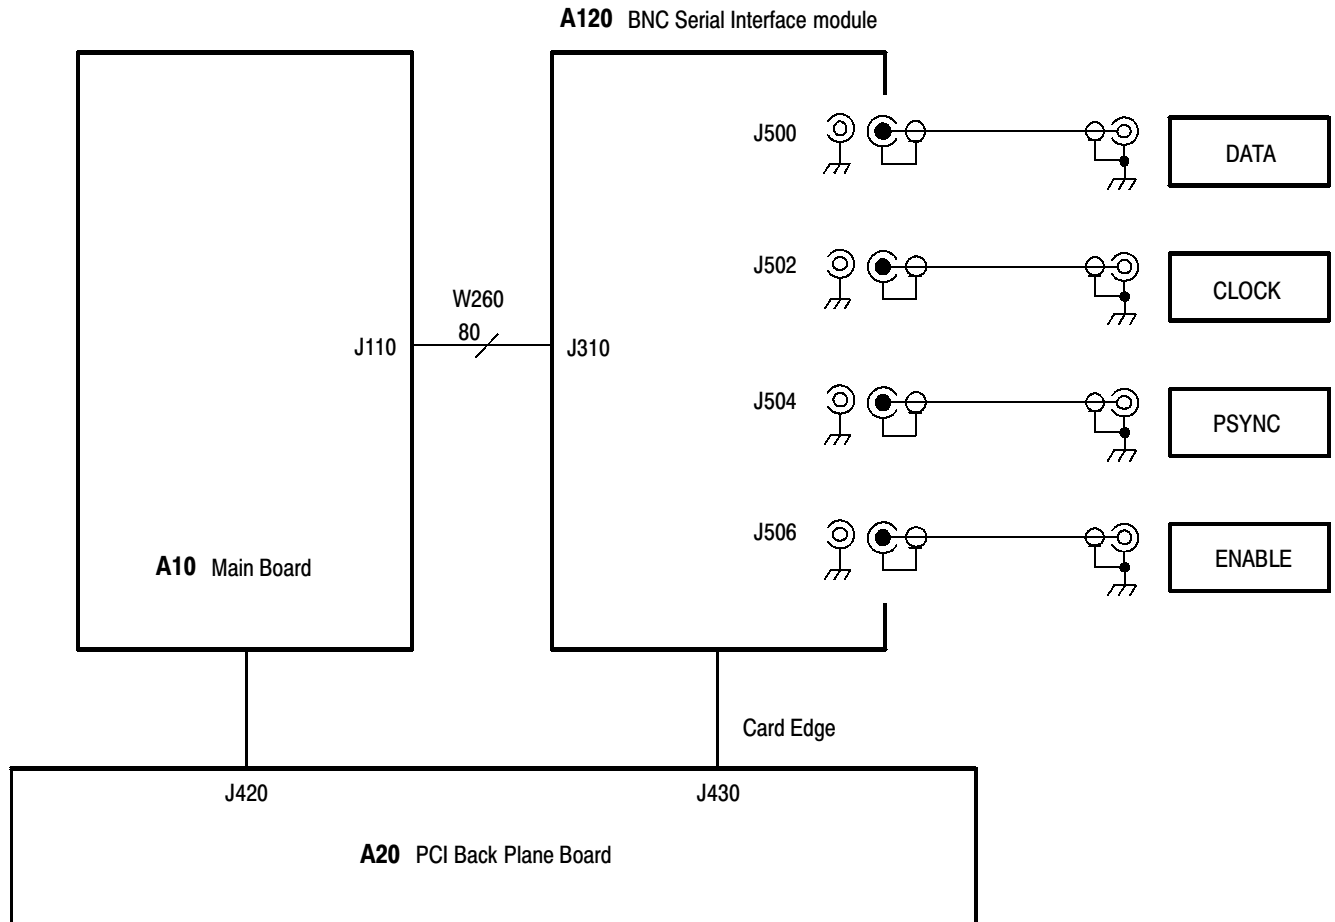 A120 BNC Serial Interface module
J500
DATA
J502
CLOCK
W260
80
J110
J310
J504
PSYNC
J506
ENABLE
A10 Main Board
Card Edge
J420
J430
A20 PCI Back Plane Board